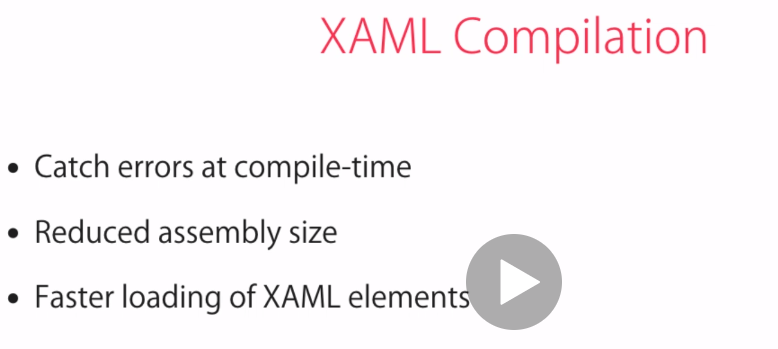 XAML Compilation
• Catch errors at compile-time
• Reduced assembly size
• Faster loading of XAML elements